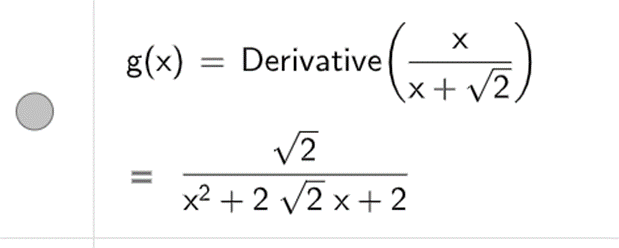 g(x) = Derivative(x / (x + √2))
= √2 / (x² + 2 √2 x + 2)